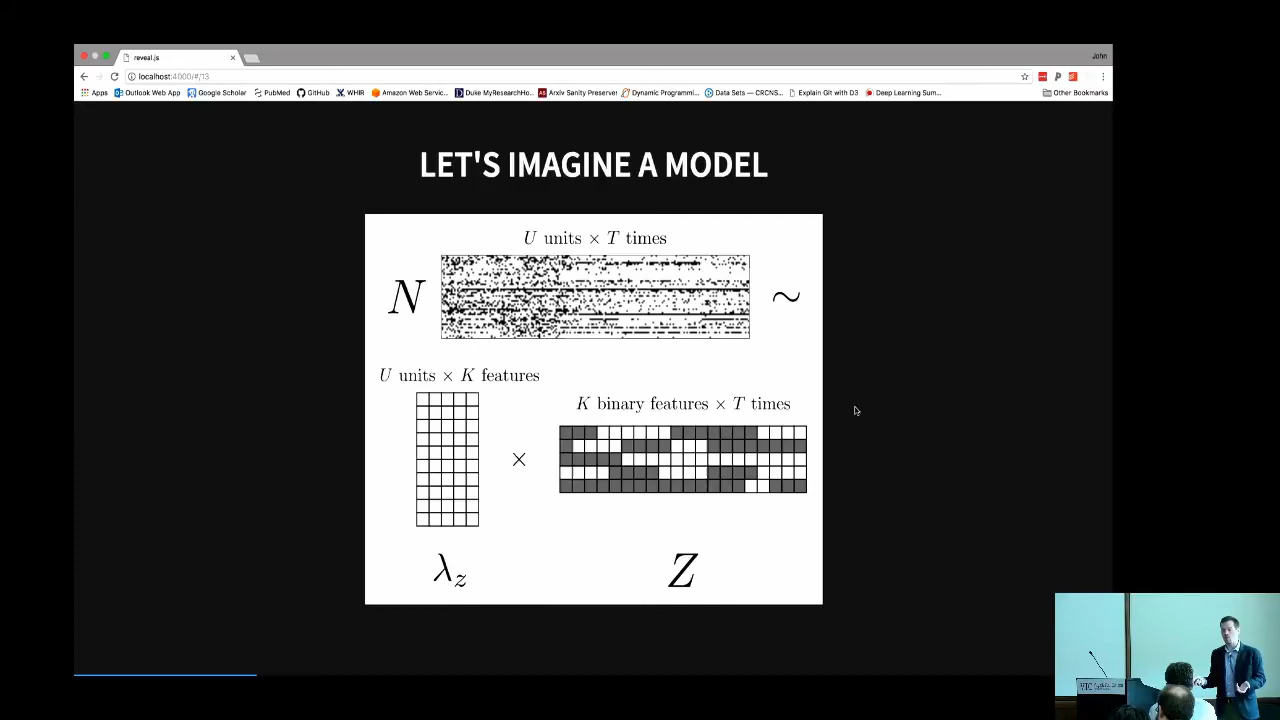 reveal.js
John
localhost:4000/#/13
Apps Outlook Web App Google Scholar PubMed GitHub WHIR Amazon Web Servic... Duke MyResearchHo... Arxiv Sanity Preserver Dynamic Programmi... Data Sets — CRCNS... Explain Git with D3 Deep Learning Sum... Other Bookmarks
LET'S IMAGINE A MODEL
U units × T times
N ∼
U units × K features
K binary features × T times
×
λz Z
VTC